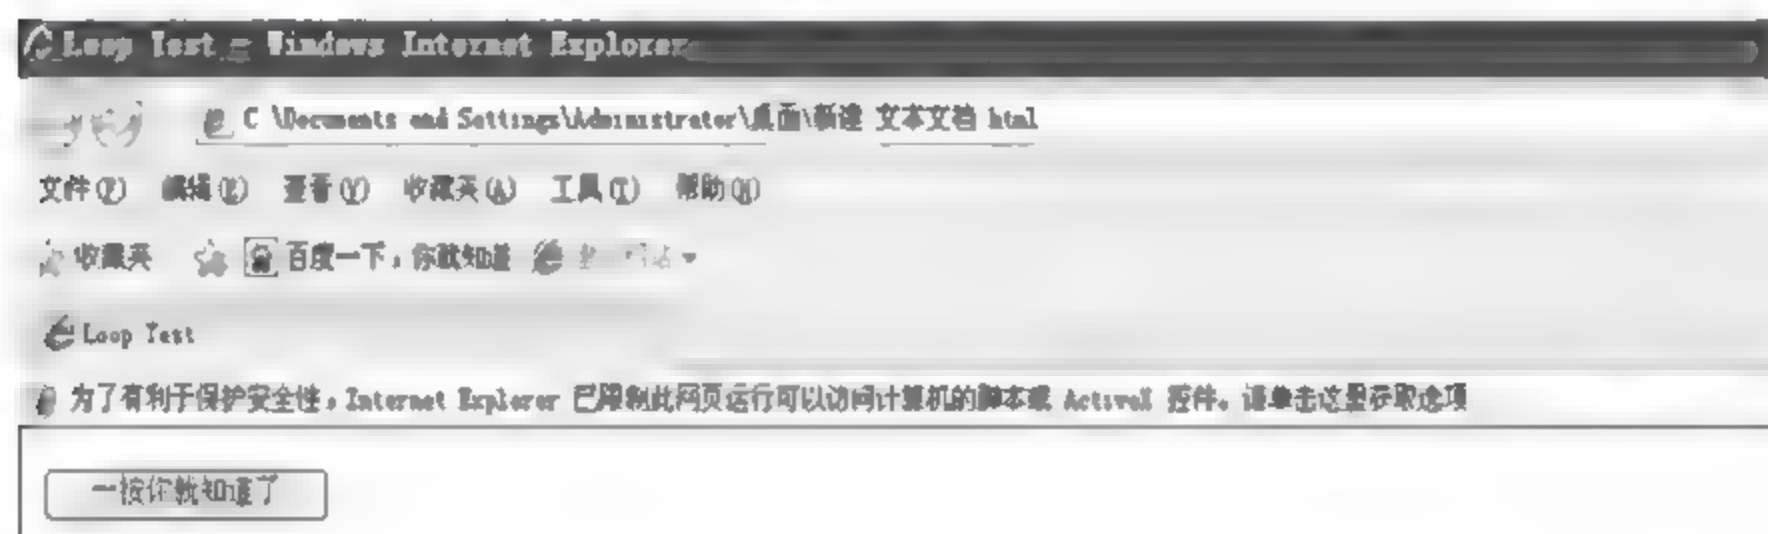 Loop Test - Windows Internet Explorer
C \Documents and Settings\Administrator\桌面\新建 文本文档 html
文件(F) 编辑(E) 查看(V) 收藏夹(A) 工具(T) 帮助(H)
收藏夹 百度一下，你就知道
Loop Test
为了有利于保护安全性，Internet Explorer 已限制此网页运行可以访问计算机的脚本或 ActiveX 控件。请单击这里获取选项
一按你就知道了